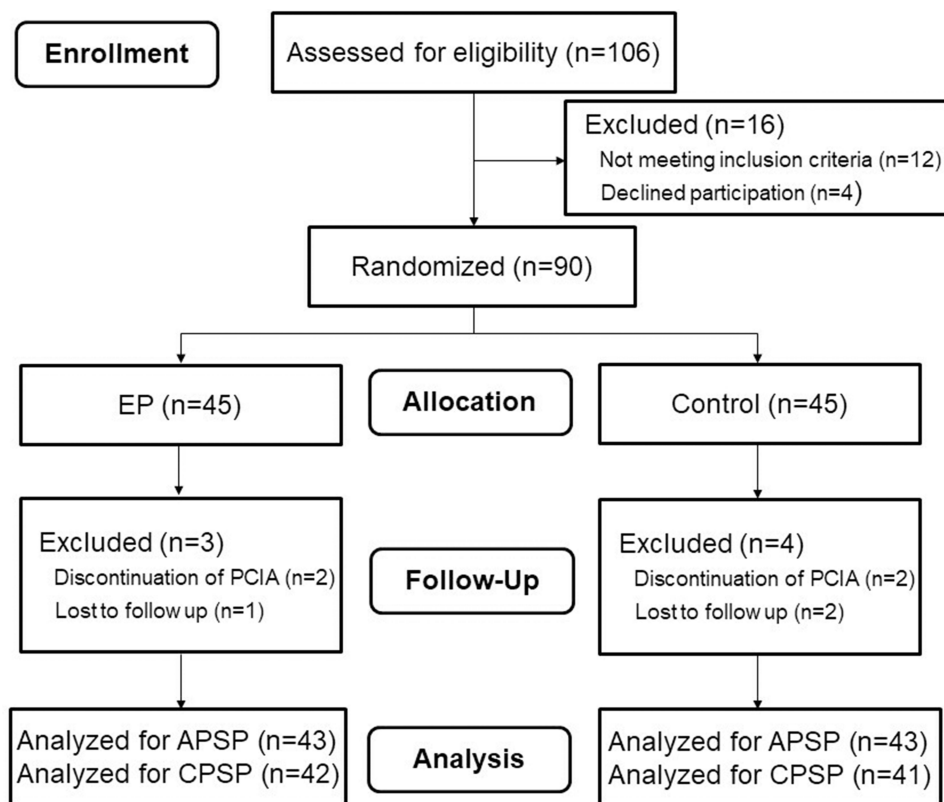 Enrollment
Assessed for eligibility (n=106)
Excluded (n=16)
Not meeting inclusion criteria (n=12)
Declined participation (n=4)
Randomized (n=90)
EP (n=45)
Allocation
Control (n=45)
Excluded (n=3)
Discontinuation of PCIA (n=2)
Lost to follow up (n=1)
Follow-Up
Excluded (n=4)
Discontinuation of PCIA (n=2)
Lost to follow up (n=2)
Analyzed for APSP (n=43)
Analyzed for CPSP (n=42)
Analysis
Analyzed for APSP (n=43)
Analyzed for CPSP (n=41)